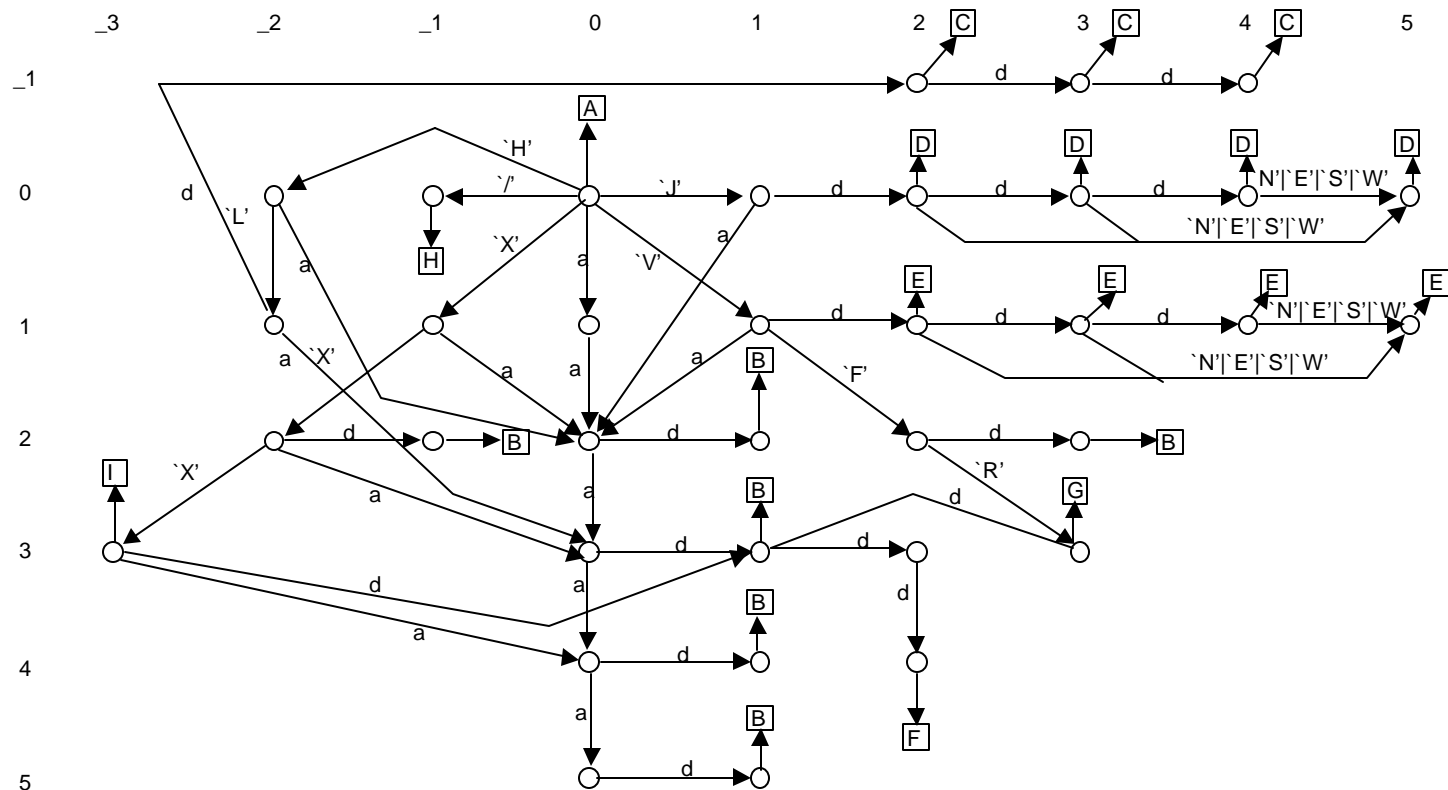 _3 _2 _1 0 1 2 C 3 C 4 C 5
_1 d d
A
`H' D D D D
0 `/' `J' d d d N'|`E'|`S'|`W'
d `L' a `X' a `V' a `N'|`E'|`S'|`W'
H
E E E E
1 d d d `N'|`E'|`S'|`W'
a `X' a a a B `F' `N'|`E'|`S'|`W'
2 d B d d B
I `X' a a B `R' d G
3 d d
d a d
a B
4 d
a B F
5 d